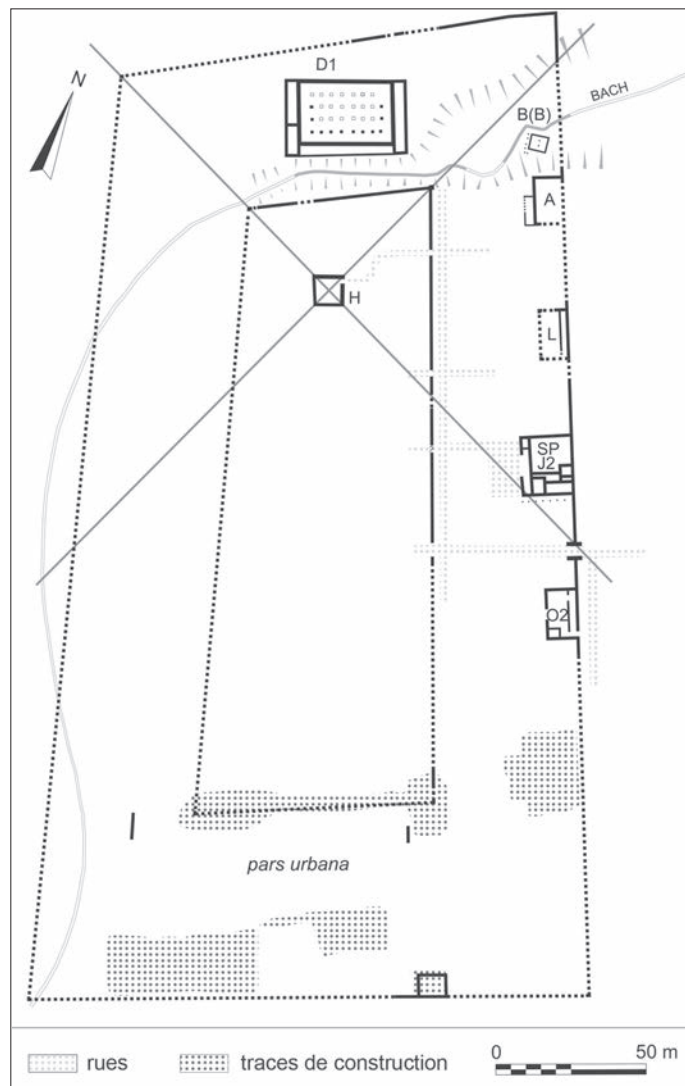 D1
N
BACH
B(B)
A
H
L
SP
J2
O2
pars urbana
rues
traces de construction
0 50 m